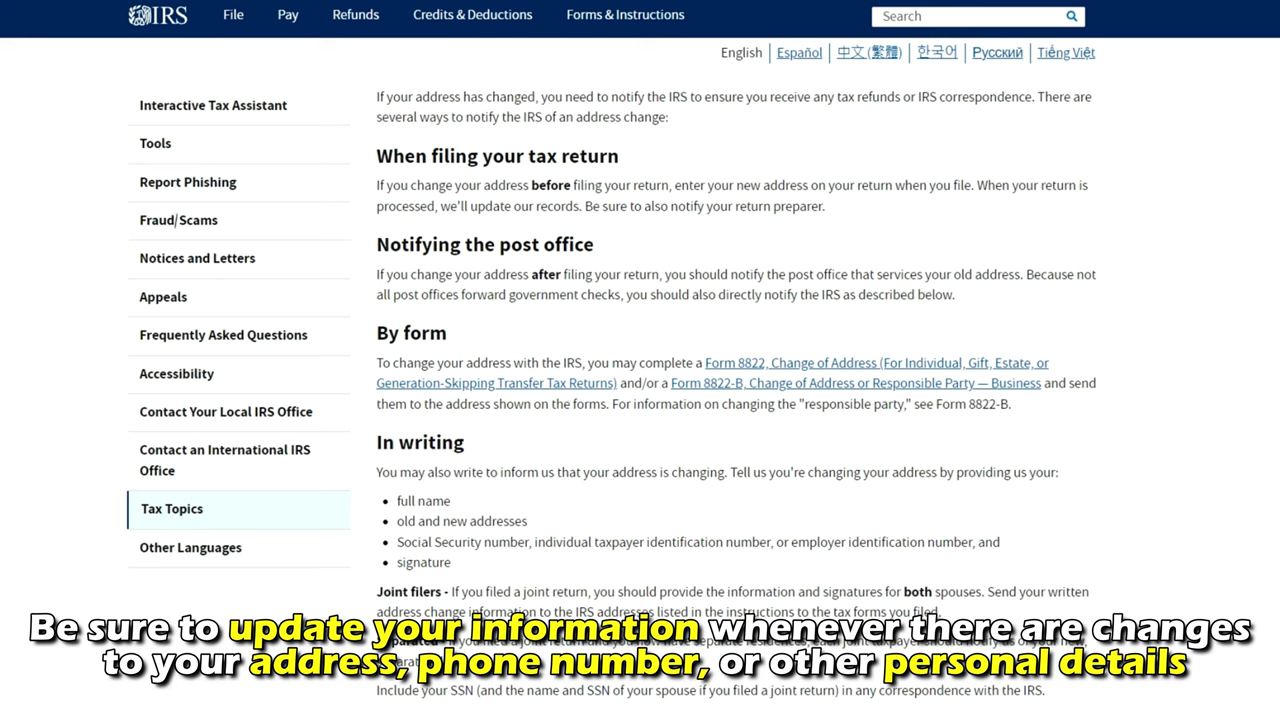 IRS File Pay Refunds Credits & Deductions Forms & Instructions Search
English Español 中文 (繁體) 한국어 Русский Tiếng Việt
Interactive Tax Assistant
Tools
Report Phishing
Fraud/Scams
Notices and Letters
Appeals
Frequently Asked Questions
Accessibility
Contact Your Local IRS Office
Contact an International IRS
Office
Tax Topics
Other Languages
If your address has changed, you need to notify the IRS to ensure you receive any tax refunds or IRS correspondence. There are
several ways to notify the IRS of an address change:
When filing your tax return
If you change your address before filing your return, enter your new address on your return when you file. When your return is
processed, we'll update our records. Be sure to also notify your return preparer.
Notifying the post office
If you change your address after filing your return, you should notify the post office that services your old address. Because not
all post offices forward government checks, you should also directly notify the IRS as described below.
By form
To change your address with the IRS, you may complete a Form 8822, Change of Address (For Individual, Gift, Estate, or
Generation-Skipping Transfer Tax Returns) and/or a Form 8822-B, Change of Address or Responsible Party — Business and send
them to the address shown on the forms. For information on changing the "responsible party," see Form 8822-B.
In writing
You may also write to inform us that your address is changing. Tell us you're changing your address by providing us your:
• full name
• old and new addresses
• Social Security number, individual taxpayer identification number, or employer identification number, and
• signature
Joint filers - If you filed a joint return, you should provide the information and signatures for both spouses. Send your written
address change information to the IRS addresses listed in the instructions to the tax forms you filed.
Be sure to update your information whenever there are changes
to your address, phone number, or other personal details
Include your SSN (and the name and SSN of your spouse if you filed a joint return) in any correspondence with the IRS.